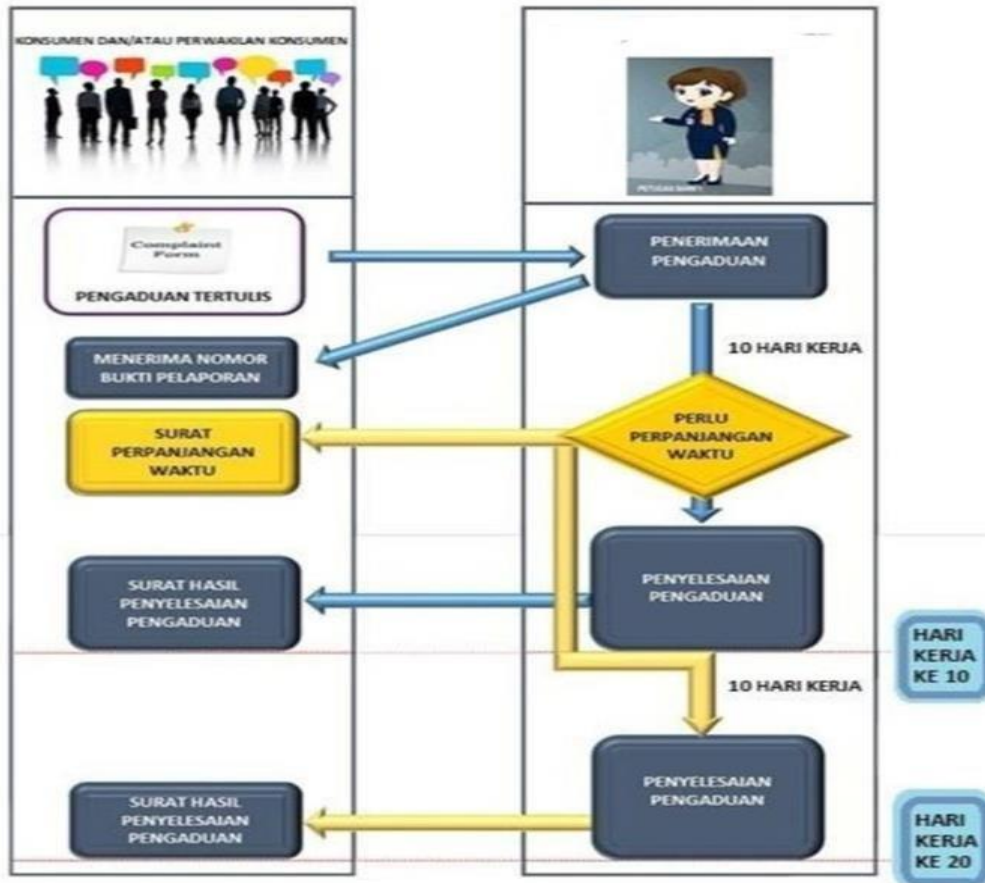 KONSUMEN DAN/ATAU PERWAKILAN KONSUMEN
Complaint
Form
PENGADUAN TERTULIS
PENERIMAAN
PENGADUAN
MENERIMA NOMOR
BUKTI PELAPORAN
10 HARI KERJA
SURAT
PERPANJANGAN
WAKTU
PERLU
PERPANJANGAN
WAKTU
SURAT HASIL
PENYELESAIAN
PENGADUAN
PENYELESAIAN
PENGADUAN
HARI
KERJA
KE 10
10 HARI KERJA
SURAT HASIL
PENYELESAIAN
PENGADUAN
PENYELESAIAN
PENGADUAN
HARI
KERJA
KE 20